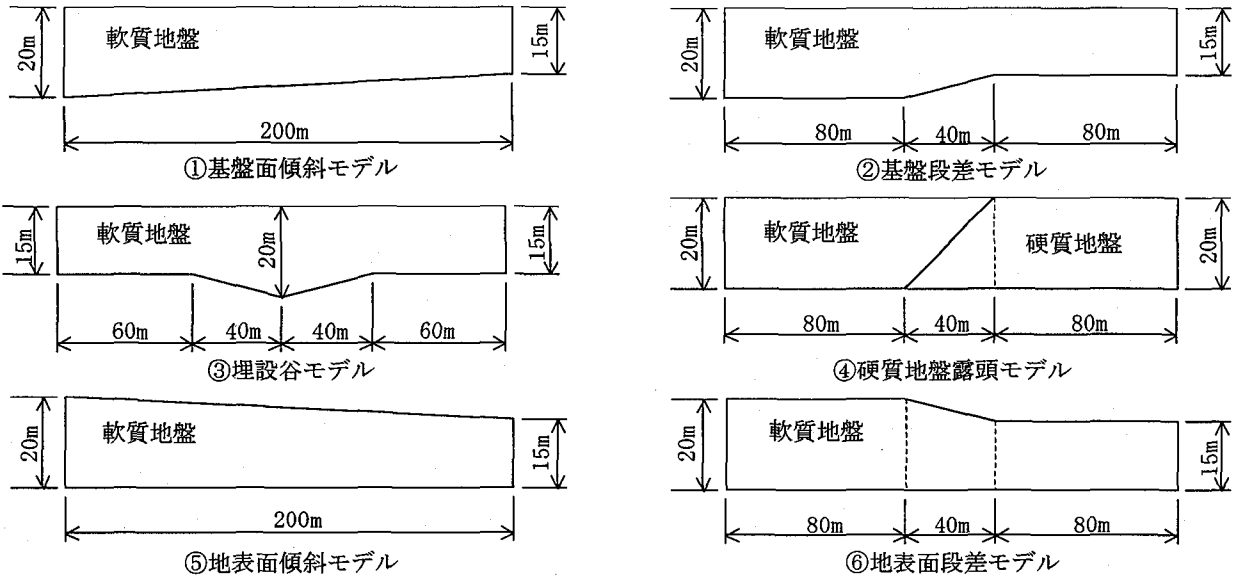 軟質地盤
20m
15m
200m
①基盤面傾斜モデル
軟質地盤
20m
15m
80m
40m
80m
②基盤段差モデル
軟質地盤
15m
20m
15m
60m
40m
40m
60m
③埋設谷モデル
軟質地盤
硬質地盤
20m
20m
80m
40m
80m
④硬質地盤露頭モデル
軟質地盤
20m
15m
200m
⑤地表面傾斜モデル
軟質地盤
20m
15m
80m
40m
80m
⑥地表面段差モデル